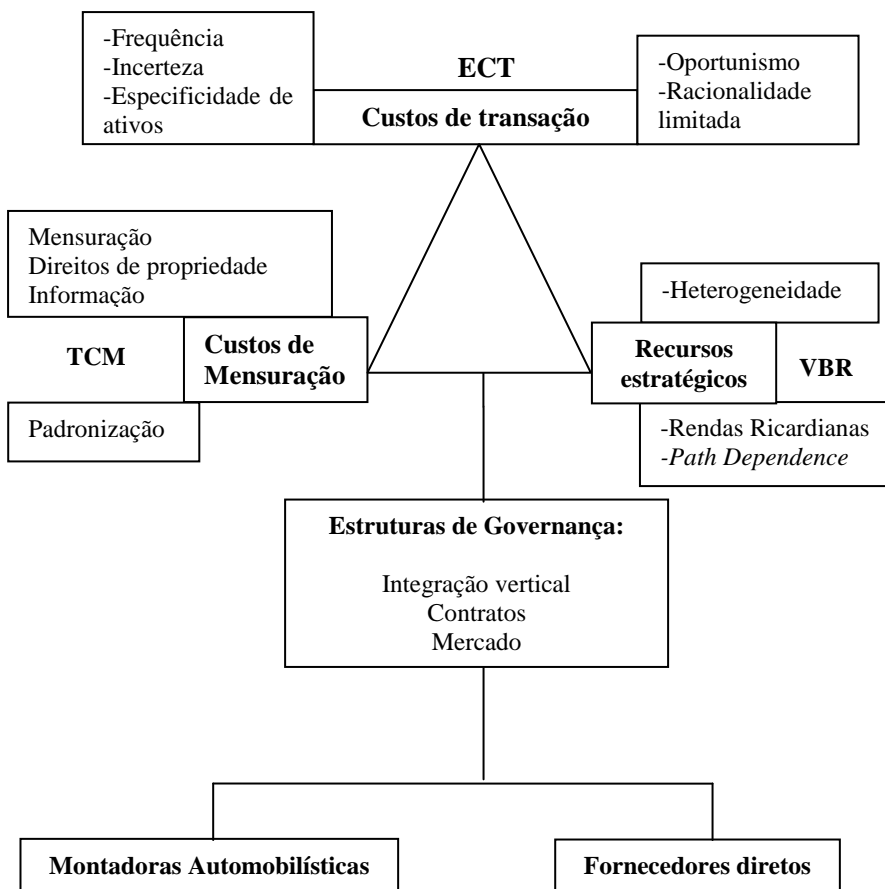 -Frequência
-Incerteza
-Especificidade de
ativos
ECT
Custos de transação
-Oportunismo
-Racionalidade
limitada
Mensuração
Direitos de propriedade
Informação
TCM
Custos de
Mensuração
Padronização
-Heterogeneidade
Recursos
estratégicos
VBR
-Rendas Ricardianas
-Path Dependence
Estruturas de Governança:
Integração vertical
Contratos
Mercado
Montadoras Automobilísticas
Fornecedores diretos